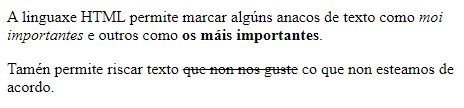 A linguaxe HTML permite marcar algúns anacos de texto como moi
importantes e outros como os máis importantes.
Tamén permite riscar texto que non nos guste co que non esteamos de
acordo.